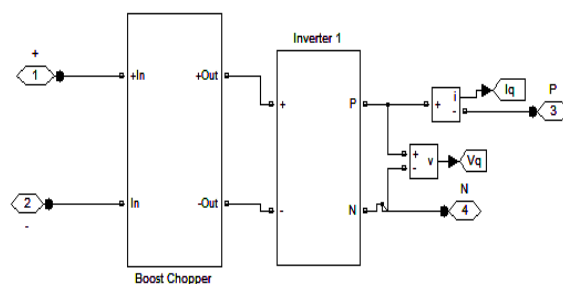 Inverter 1
+
1
+In
+Out
+
P
+
i
-
Iq
P
3
+
-
v
Vq
2
-
In
-Out
-
N
N
4
Boost Chopper